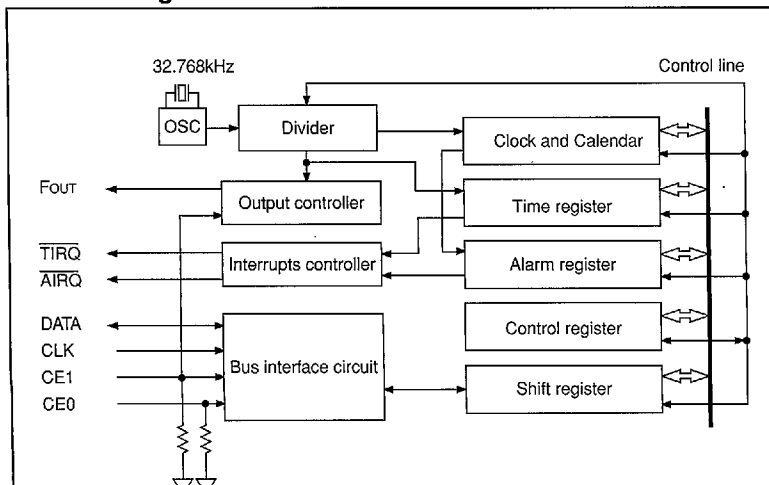 32.768kHz
Control line
OSC
Divider
Clock and Calendar
FOUT
Output controller
Time register
TIRQ
Interrupts controller
Alarm register
AIRQ
DATA
Control register
CLK
Bus interface circuit
CE1
Shift register
CE0